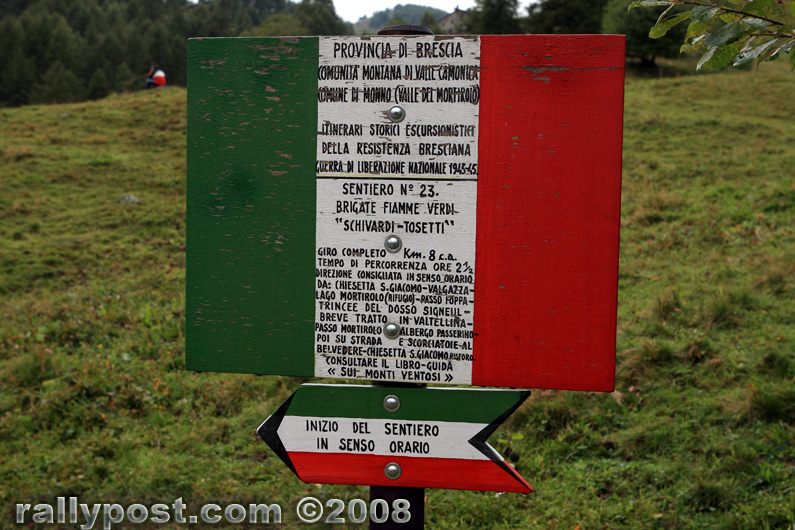 PROVINCIA DE BRESCIA
COMUNITÀ MONTANA DI VALLE CAMONICA
COMUNE DI MONNO (VALLE DEL MORTIROLO)
ITINERARI STORICI ESCURSIONISTICI
DELLA RESISTENZA BRESCIANA
GUERRA DI LIBERAZIONE NAZIONALE 1943-45.
SENTIERO Nº 23.
BRIGATE FIAMME VERDI
"SCHIVARDI-TOSETTI"
GIRO COMPLETO Km. 8 c.a.
TEMPO DI PERCORRENZA ORE 2½
DIREZIONE CONSIGLIATA IN SENSO ORARIO
DA: CHIESETTA S.GIACOMO-VALGAZZA-
LAGO MORTIROLO(RIFUGIO)-PASSO FOPPA-
TRINCEE DEL DOSSO SIGNEUL-
BREVE TRATTO IN VALTELLINA-
PASSO MORTIROLO ALBERGO PASSERINO
POI SU STRADA E SCORCIATOIE-AL
BELVEDERE-CHIESETTA S.GIACOMO.RISTORO
CONSULTARE IL LIBRO-GUIDA
« SUI MONTI VENTOSI »
INIZIO DEL SENTIERO
IN SENSO ORARIO
rallypost.com ©2008